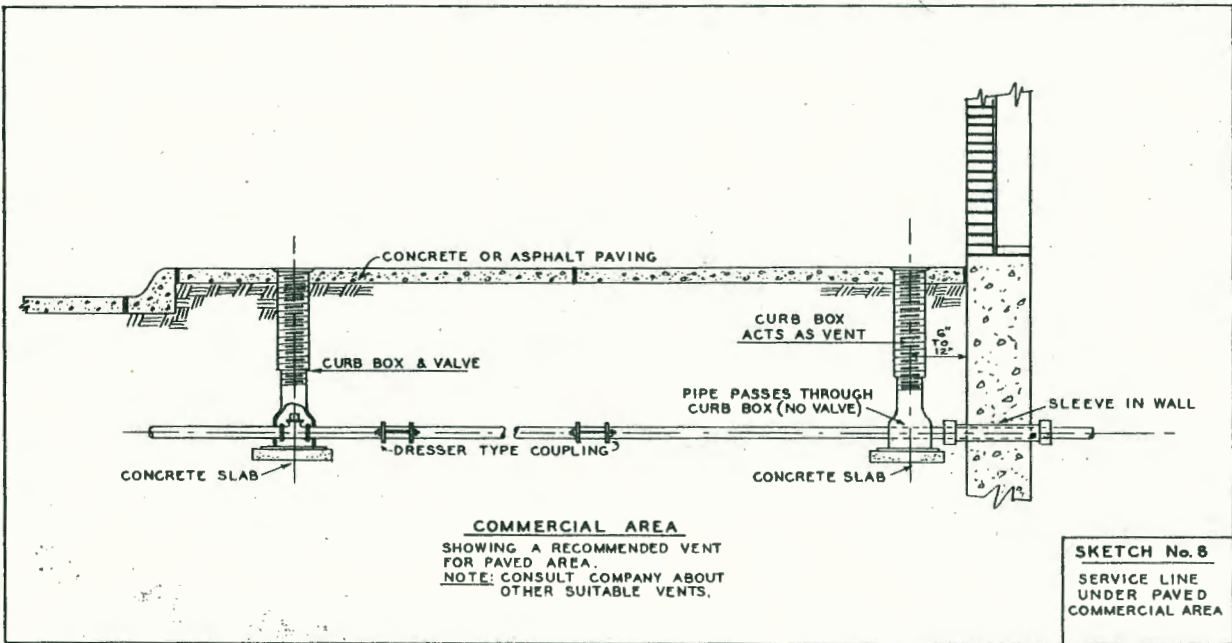 CONCRETE OR ASPHALT PAVING
CURB BOX
ACTS AS VENT
6"
TO
12"
CURB BOX & VALVE
PIPE PASSES THROUGH
CURB BOX (NO VALVE)
SLEEVE IN WALL
DRESSER TYPE COUPLING
CONCRETE SLAB
CONCRETE SLAB
COMMERCIAL AREA
SHOWING A RECOMMENDED VENT
FOR PAVED AREA.
NOTE: CONSULT COMPANY ABOUT
OTHER SUITABLE VENTS.
SKETCH No. 8
SERVICE LINE
UNDER PAVED
COMMERCIAL AREA